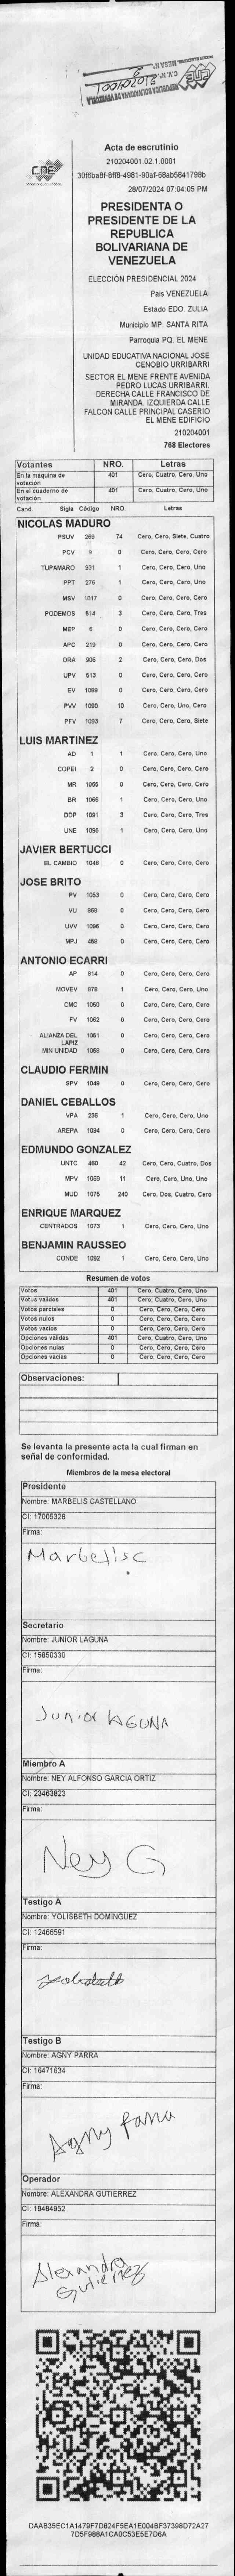 CNE
Acta de escrutinio
210204001.02.1.0001
30f6ba8f-8ff8-4981-90af-68ab5841798b
28/07/2024 07:04:05 PM
PRESIDENTA O
PRESIDENTE DE LA
REPUBLICA
BOLIVARIANA DE
VENEZUELA
ELECCIÓN PRESIDENCIAL 2024
Pais VENEZUELA
Estado EDO. ZULIA
Municipio MP. SANTA RITA
Parroquia PQ. EL MENE
UNIDAD EDUCATIVA NACIONAL JOSE
CENOBIO URRIBARRI
SECTOR EL MENE FRENTE AVENIDA
PEDRO LUCAS URRIBARRI.
DERECHA CALLE FRANCISCO DE
MIRANDA. IZQUIERDA CALLE
FALCON CALLE PRINCIPAL CASERIO
EL MENE EDIFICIO
210204001
768 Electores
Votantes NRO. Letras
En la maquina de votación 401 Cero, Cuatro, Cero, Uno
En el cuaderno de votación 401 Cero, Cuatro, Cero, Uno
Cand. Sigla Código NRO. Letras
NICOLAS MADURO
PSUV 269 74 Cero, Cero, Siete, Cuatro
PCV 9 0 Cero, Cero, Cero, Cero
TUPAMARO 931 1 Cero, Cero, Cero, Uno
PPT 276 1 Cero, Cero, Cero, Uno
MSV 1017 0 Cero, Cero, Cero, Cero
PODEMOS 514 3 Cero, Cero, Cero, Tres
MEP 6 0 Cero, Cero, Cero, Cero
APC 219 0 Cero, Cero, Cero, Cero
ORA 906 2 Cero, Cero, Cero, Dos
UPV 513 0 Cero, Cero, Cero, Cero
EV 1089 0 Cero, Cero, Cero, Cero
PVV 1090 10 Cero, Cero, Uno, Cero
PFV 1093 7 Cero, Cero, Cero, Siete
LUIS MARTINEZ
AD 1 1 Cero, Cero, Cero, Uno
COPEI 2 0 Cero, Cero, Cero, Cero
MR 1065 0 Cero, Cero, Cero, Cero
BR 1066 1 Cero, Cero, Cero, Uno
DDP 1091 3 Cero, Cero, Cero, Tres
UNE 1095 1 Cero, Cero, Cero, Uno
JAVIER BERTUCCI
EL CAMBIO 1048 0 Cero, Cero, Cero, Cero
JOSE BRITO
PV 1053 0 Cero, Cero, Cero, Cero
VU 868 0 Cero, Cero, Cero, Cero
UVV 1096 0 Cero, Cero, Cero, Cero
MPJ 458 0 Cero, Cero, Cero, Cero
ANTONIO ECARRI
AP 814 0 Cero, Cero, Cero, Cero
MOVEV 878 1 Cero, Cero, Cero, Uno
CMC 1050 0 Cero, Cero, Cero, Cero
FV 1062 0 Cero, Cero, Cero, Cero
ALIANZA DEL LAPIZ 1051 0 Cero, Cero, Cero, Cero
MIN UNIDAD 1088 0 Cero, Cero, Cero, Cero
CLAUDIO FERMIN
SPV 1049 0 Cero, Cero, Cero, Cero
DANIEL CEBALLOS
VPA 236 1 Cero, Cero, Cero, Uno
AREPA 1094 0 Cero, Cero, Cero, Cero
EDMUNDO GONZALEZ
UNTC 460 42 Cero, Cero, Cuatro, Dos
MPV 1069 11 Cero, Cero, Uno, Uno
MUD 1075 240 Cero, Dos, Cuatro, Cero
ENRIQUE MARQUEZ
CENTRADOS 1073 1 Cero, Cero, Cero, Uno
BENJAMIN RAUSSEO
CONDE 1092 1 Cero, Cero, Cero, Uno
Resumen de votos
Votos 401 Cero, Cuatro, Cero, Uno
Votus validos 401 Cero, Cuatro, Cero, Uno
Votos parciales 0 Cero, Cero, Cero, Cero
Votos nulos 0 Cero, Cero, Cero, Cero
Votos vacios 0 Cero, Cero, Cero, Cero
Opciones validas 401 Cero, Cuatro, Cero, Uno
Opciones nulas 0 Cero, Cero, Cero, Cero
Opciones vacias 0 Cero, Cero, Cero, Cero
Observaciones:
Se levanta la presente acta la cual firman en
señal de conformidad.
Miembros de la mesa electoral
Presidente
Nombre: MARBELIS CASTELLANO
CI: 17005328
Firma:
Marbelisc
Secretario
Nombre: JUNIOR LAGUNA
CI: 15850330
Firma:
Junior LAGUNA
Miembro A
Nombre: NEY ALFONSO GARCIA ORTIZ
CI: 23463823
Firma:
Ney G
Testigo A
Nombre: YOLISBETH DOMINGUEZ
CI: 12466591
Firma:
Testigo B
Nombre: AGNY PARRA
CI: 16471634
Firma:
Agny Parra
Operador
Nombre: ALEXANDRA GUTIERREZ
CI: 19484952
Firma:
Alexandra
Gutierrez
DAAB35EC1A1479F7D824F5EA1E004BF37398D72A27
7D5F988A1CA0C53E5E7D6A